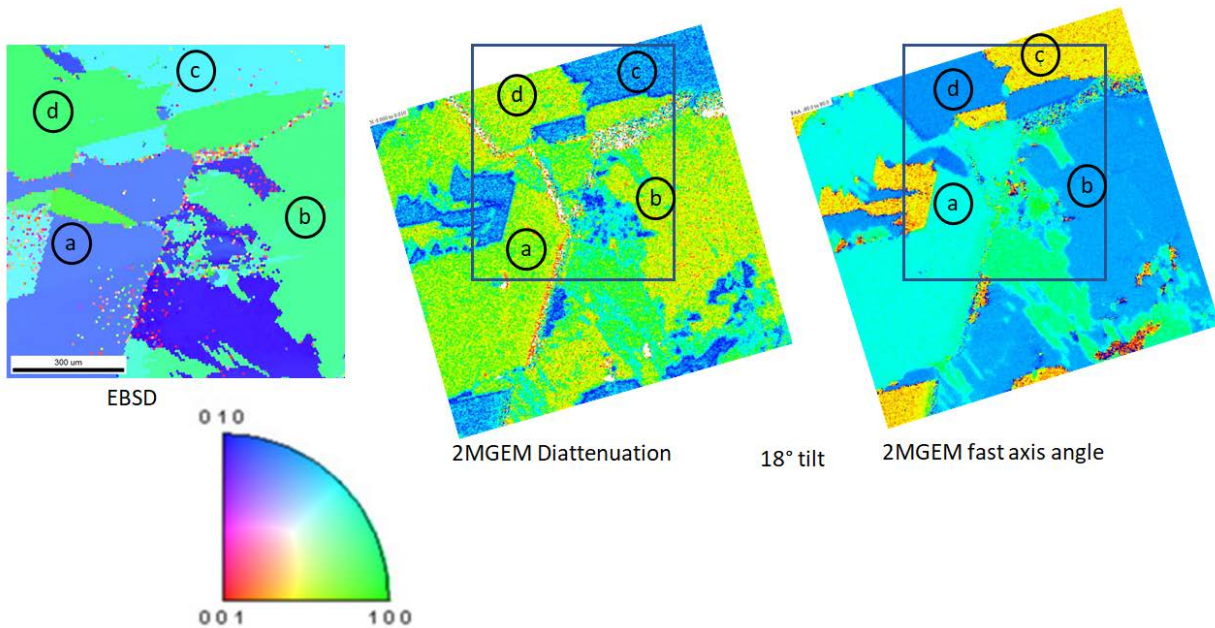 c
d
b
a
300 um
EBSD
0 1 0
0 0 1
1 0 0
c
d
b
a
2MGEM Diattenuation
18° tilt
c
d
b
a
2MGEM fast axis angle